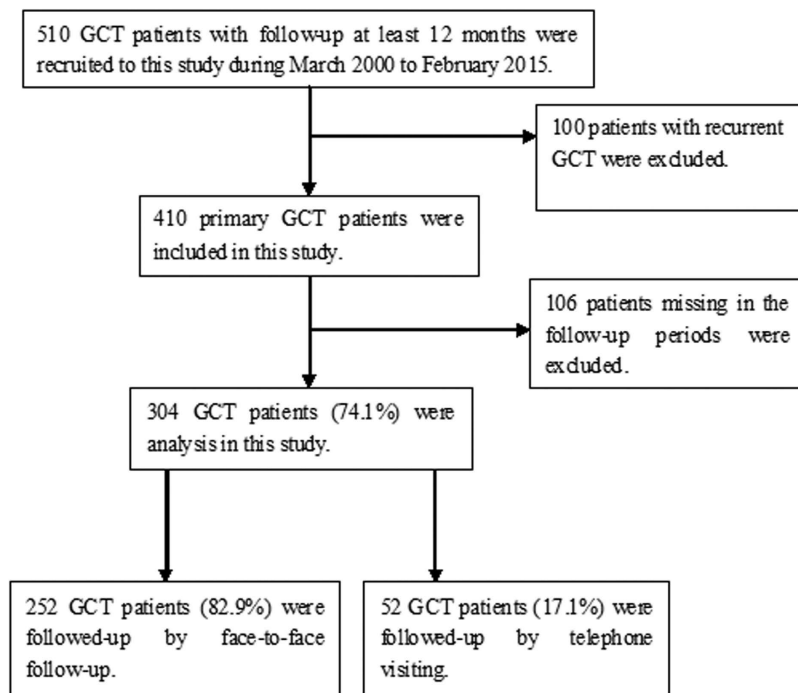 510 GCT patients with follow-up at least 12 months were
recruited to this study during March 2000 to February 2015.
100 patients with recurrent
GCT were excluded.
410 primary GCT patients were
included in this study.
106 patients missing in the
follow-up periods were
excluded.
304 GCT patients (74.1%) were
analysis in this study.
252 GCT patients (82.9%) were
followed-up by face-to-face
follow-up.
52 GCT patients (17.1%) were
followed-up by telephone
visiting.